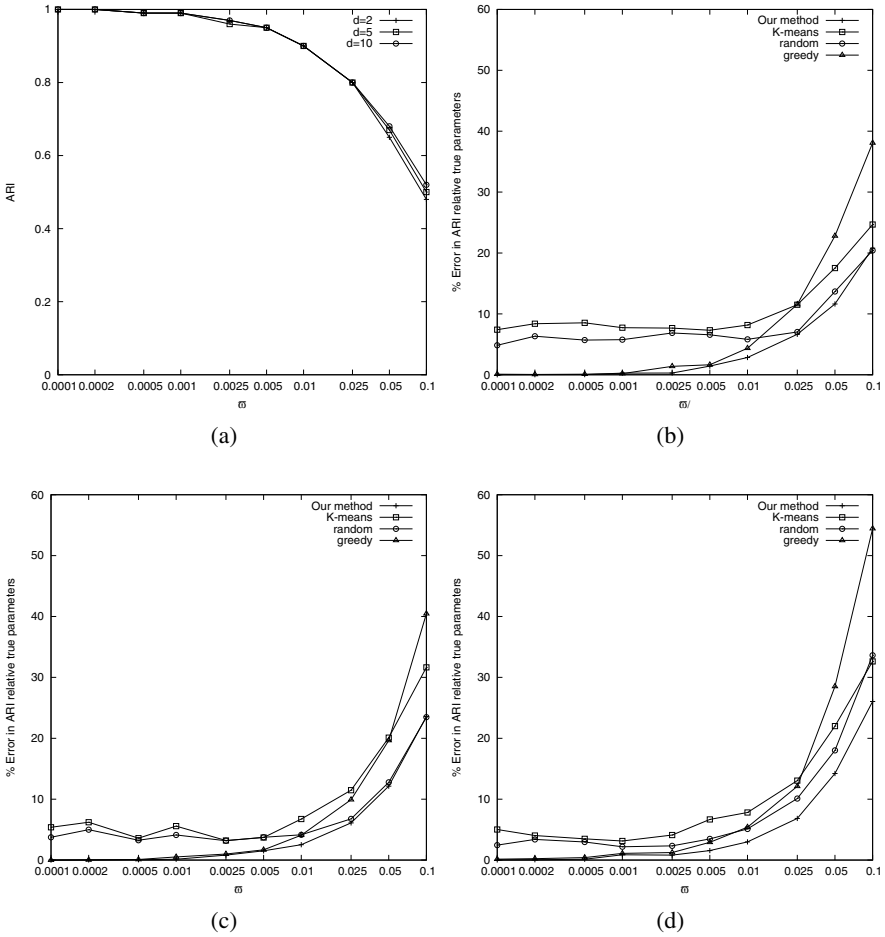 ARI
1
0.8
0.6
0.4
0.2
0
d=2
d=5
d=10
0.0001 0.0002 0.0005 0.001 0.0025 0.005 0.01 0.025 0.05 0.1
ϖ
(a)
% Error in ARI relative true parameters
60
50
40
30
20
10
0
Our method
K-means
random
greedy
0.0001 0.0002 0.0005 0.001 0.0025 0.005 0.01 0.025 0.05 0.1
ϖ/
(b)
% Error in ARI relative true parameters
60
50
40
30
20
10
0
Our method
K-means
random
greedy
0.0001 0.0002 0.0005 0.001 0.0025 0.005 0.01 0.025 0.05 0.1
ϖ
(c)
% Error in ARI relative true parameters
60
50
40
30
20
10
0
Our method
K-means
random
greedy
0.0001 0.0002 0.0005 0.001 0.0025 0.005 0.01 0.025 0.05 0.1
ϖ
(d)